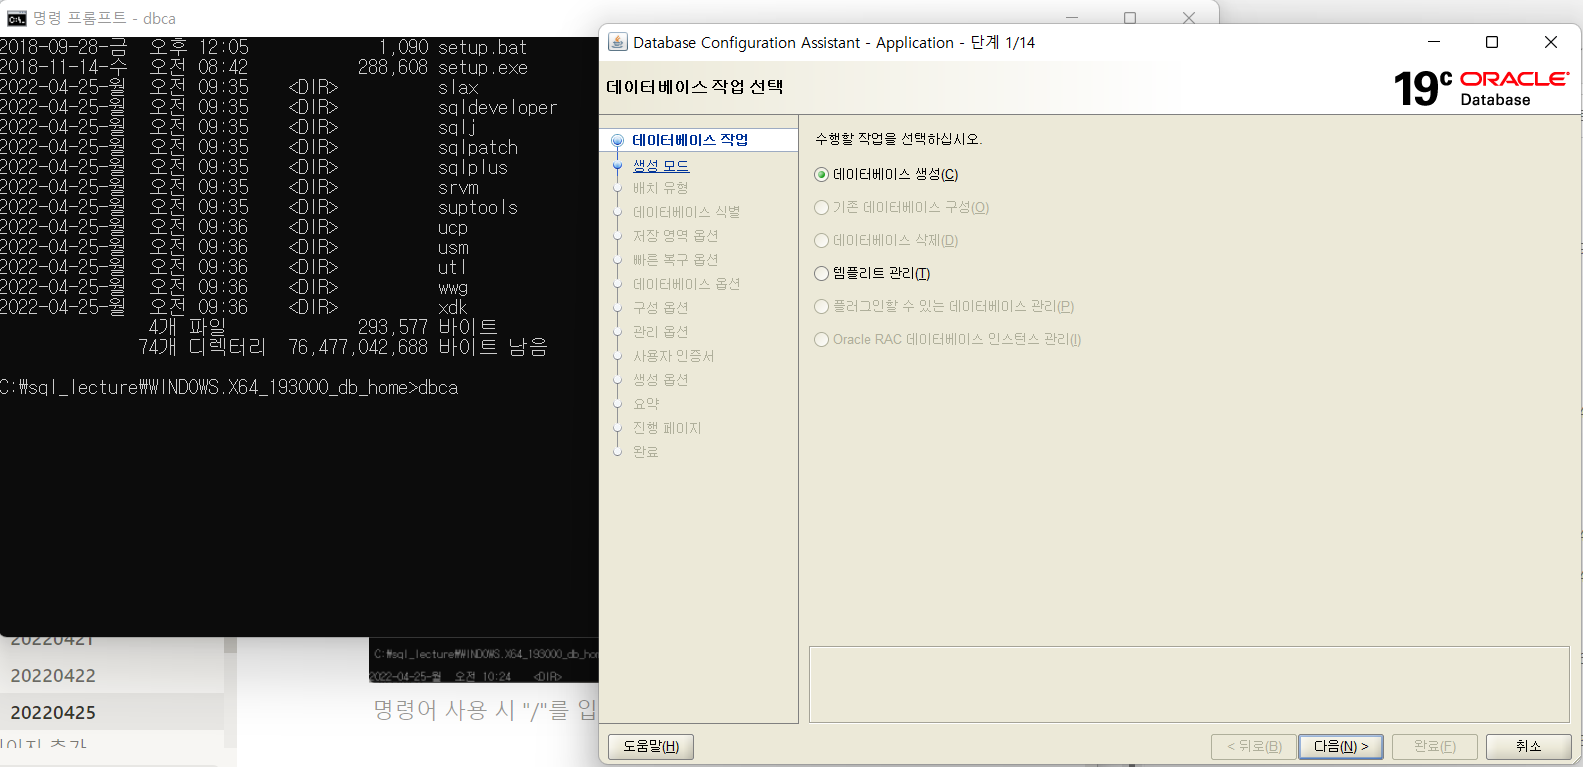 명령 프롬프트 - dbca
2018-09-28-금 오후 12:05 1,090 setup.bat
2018-11-14-수 오전 08:42 288,608 setup.exe
2022-04-25-월 오전 09:35 <DIR> slax
2022-04-25-월 오전 09:35 <DIR> sqldeveloper
2022-04-25-월 오전 09:35 <DIR> sqlj
2022-04-25-월 오전 09:35 <DIR> sqlpatch
2022-04-25-월 오전 09:35 <DIR> sqlplus
2022-04-25-월 오전 09:35 <DIR> srvm
2022-04-25-월 오전 09:35 <DIR> suptools
2022-04-25-월 오전 09:36 <DIR> ucp
2022-04-25-월 오전 09:36 <DIR> usm
2022-04-25-월 오전 09:36 <DIR> utl
2022-04-25-월 오전 09:36 <DIR> wwg
2022-04-25-월 오전 09:36 <DIR> xdk
4개 파일 293,577 바이트
74개 디렉터리 76,477,042,688 바이트 남음
C:₩sql_lecture₩WINDOWS.X64_193000_db_home>dbca
20220421
20220422
20220425
이지 추가
C:₩sql_lecture₩WINDOWS.X64_193000_db_hom
2022-04-25-월 오전 10:24 <DIR>
명령어 사용 시 "/"를 입
Database Configuration Assistant - Application - 단계 1/14
데이터베이스 작업 선택
19c ORACLE
Database
데이터베이스 작업
생성 모드
배치 유형
데이터베이스 식별
저장 영역 옵션
빠른 복구 옵션
데이터베이스 옵션
구성 옵션
관리 옵션
사용자 인증서
생성 옵션
요약
진행 페이지
완료
수행할 작업을 선택하십시오.
데이터베이스 생성(C)
기존 데이터베이스 구성(O)
데이터베이스 삭제(D)
템플리트 관리(T)
플러그인할 수 있는 데이터베이스 관리(P)
Oracle RAC 데이터베이스 인스턴스 관리(I)
도움말(H)
< 뒤로(B)
다음(N) >
완료(F)
취소